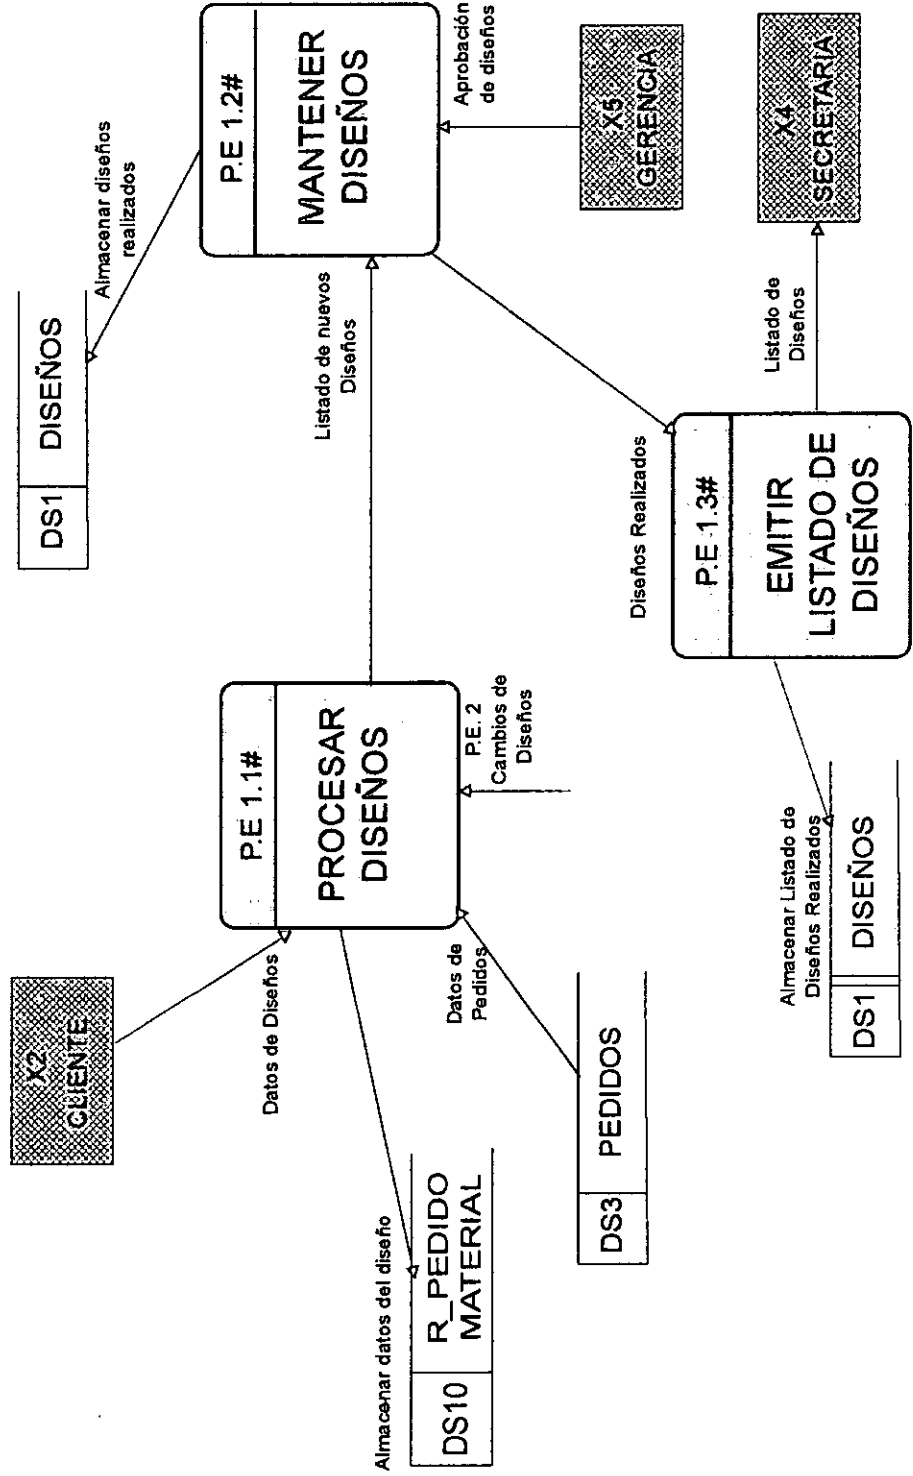 X2
CLIENTE
Datos de Diseños
Almacenar datos del diseño
DS10
R_PEDIDO
MATERIAL
DS3
PEDIDOS
Datos de
Pedidos
P.E 1.1#
PROCESAR
DISEÑOS
P.E. 2
Cambios de
Diseños
DS1
DISEÑOS
Almacenar diseños
realizados
Listado de nuevos
Diseños
P.E 1.2#
MANTENER
DISEÑOS
Aprobación
de diseños
X5
GERENCIA
Diseños Realizados
P.E 1.3#
EMITIR
LISTADO DE
DISEÑOS
Listado de
Diseños
X4
SECRETARIA
Almacenar Listado de
Diseños Realizados
DS1
DISEÑOS